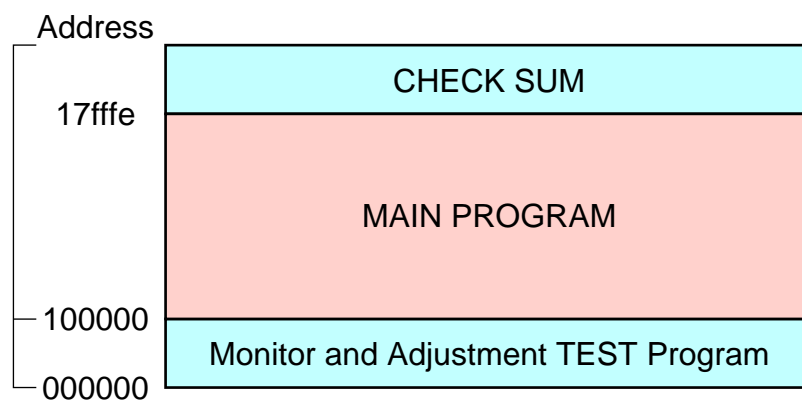 Address
CHECK SUM
17fffe
MAIN PROGRAM
100000
Monitor and Adjustment TEST Program
000000